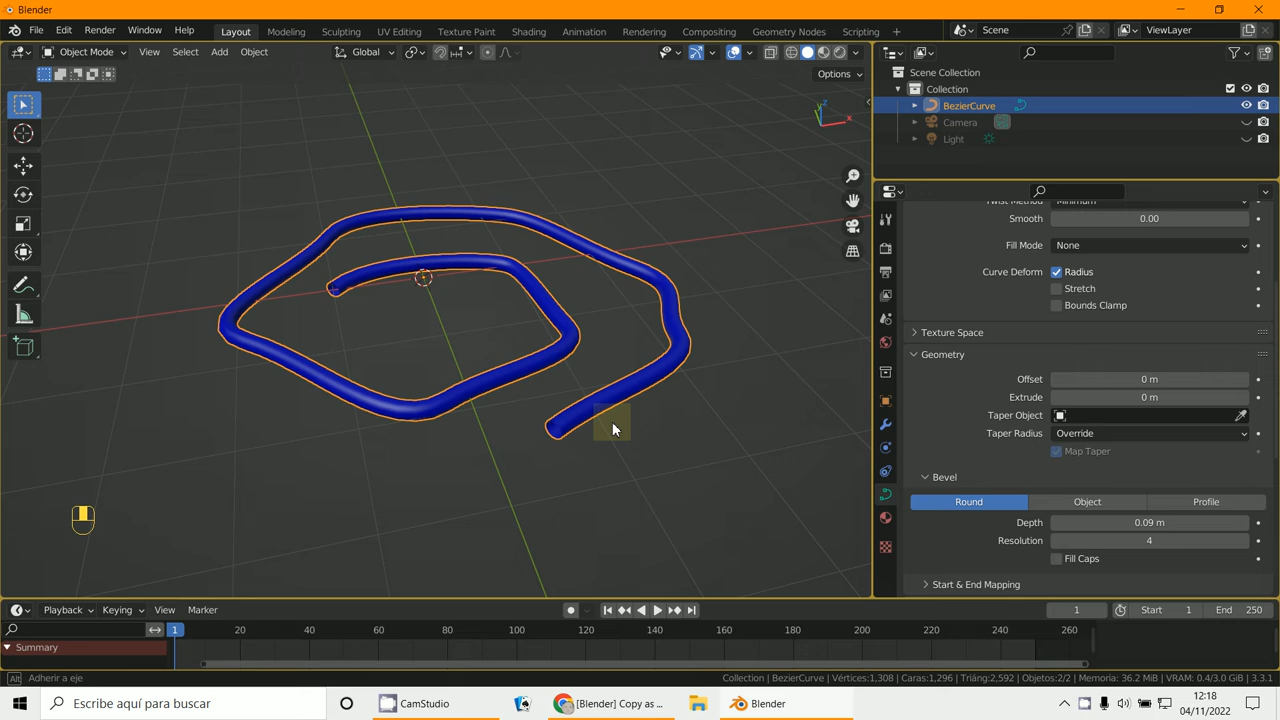 Blender
File Edit Render Window Help Layout Modeling Sculpting UV Editing Texture Paint Shading Animation Rendering Compositing Geometry Nodes Scripting + Scene ViewLayer
Object Mode View Select Add Object Global
Options
Scene Collection
Collection
BezierCurve
Camera
Light
Smooth 0.00
Fill Mode None
Curve Deform Radius
Stretch
Bounds Clamp
Texture Space
Geometry
Offset 0 m
Extrude 0 m
Taper Object
Taper Radius Override
Map Taper
Bevel
Round Object Profile
Depth 0.09 m
Resolution 4
Fill Caps
Start & End Mapping
Playback Keying View Marker 1 Start 1 End 250
1 20 40 60 80 100 120 140 160 180 200 220 240 260
Summary
Alt Adherir a eje Collection | BezierCurve | Vértices:1,308 | Caras:1,296 | Triáng:2,592 | Objetos:2/2 | Memoria: 36.2 MiB | VRAM: 0.4/3.0 GiB | 3.3.1
Escribe aquí para buscar CamStudio [Blender] Copy as ... Blender 12:18
04/11/2022